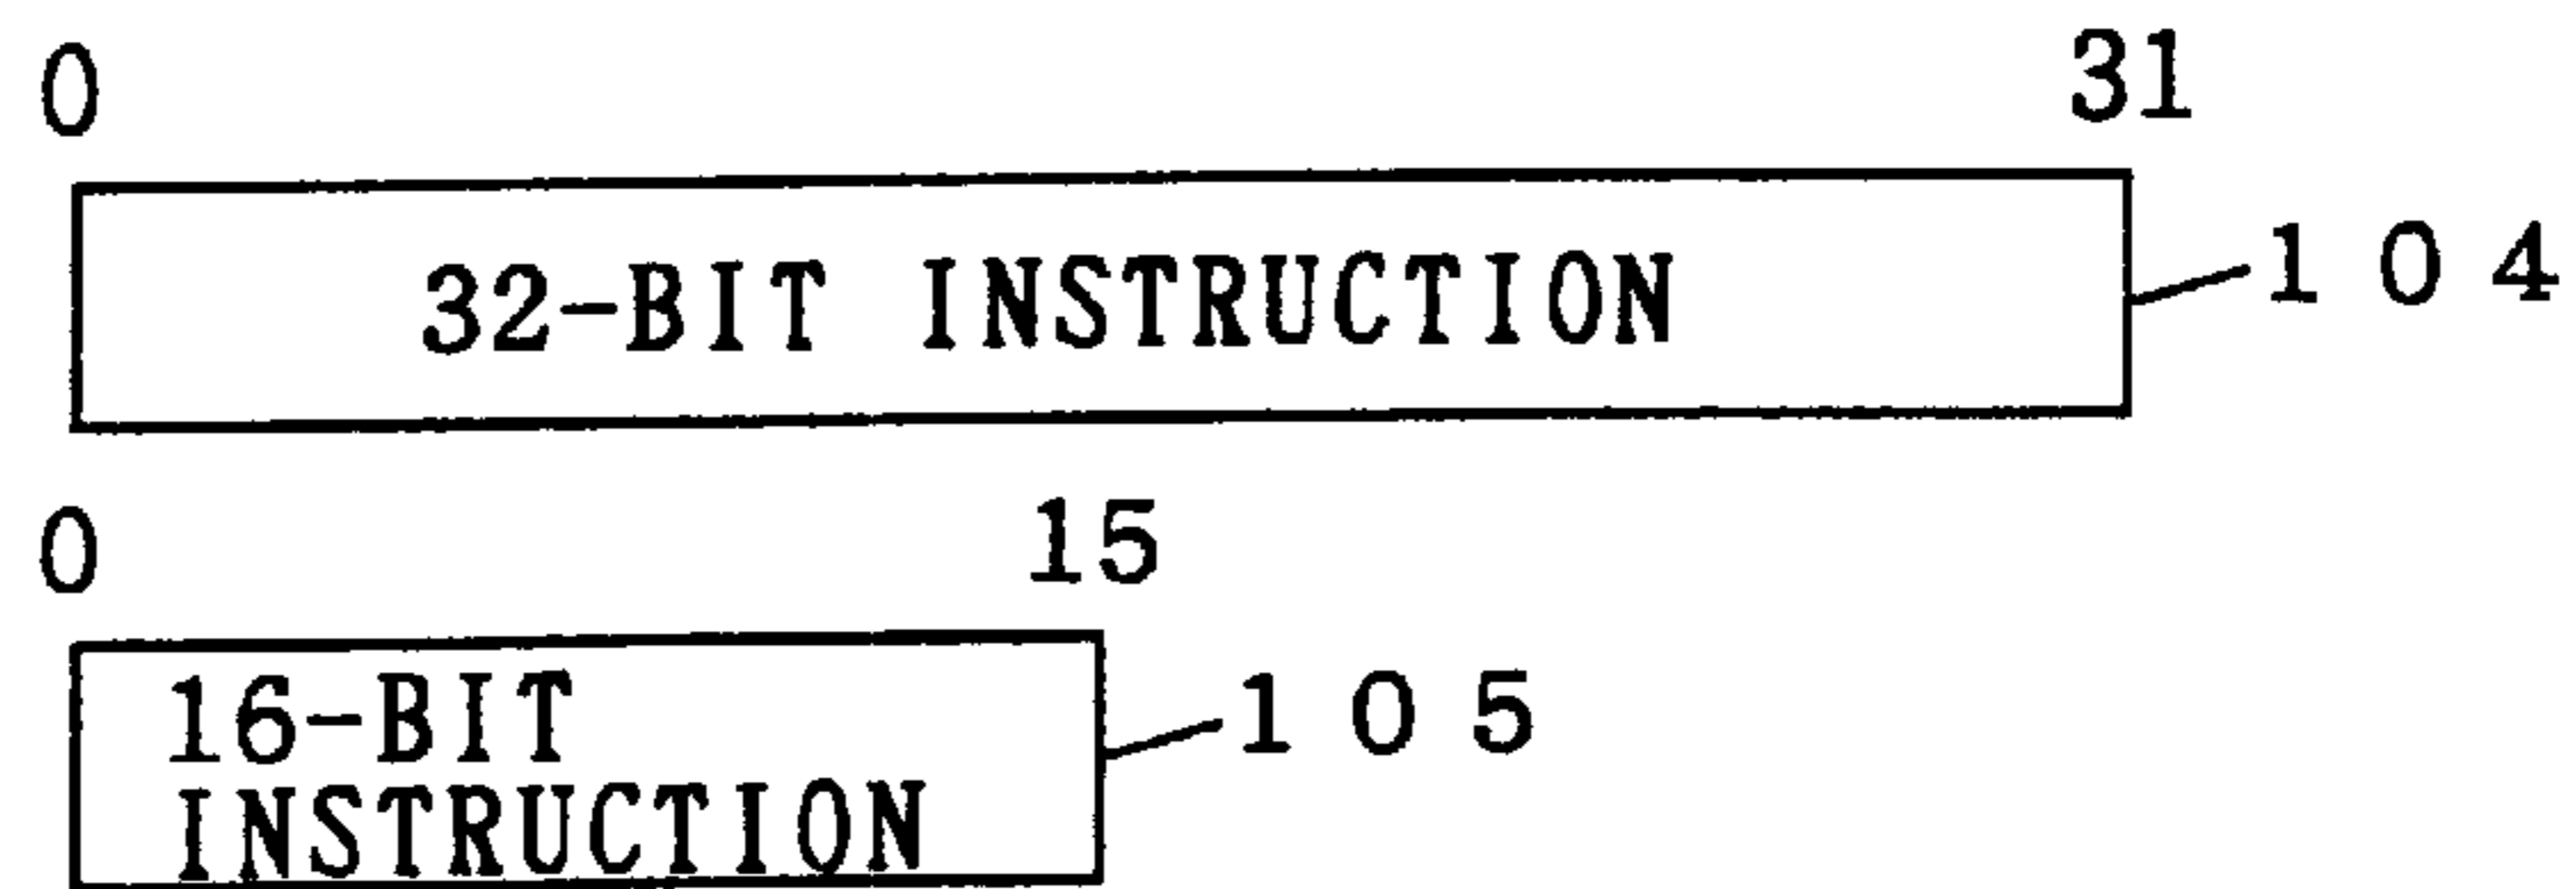 0 31
32-BIT INSTRUCTION 104
0 15
16-BIT 105
INSTRUCTION